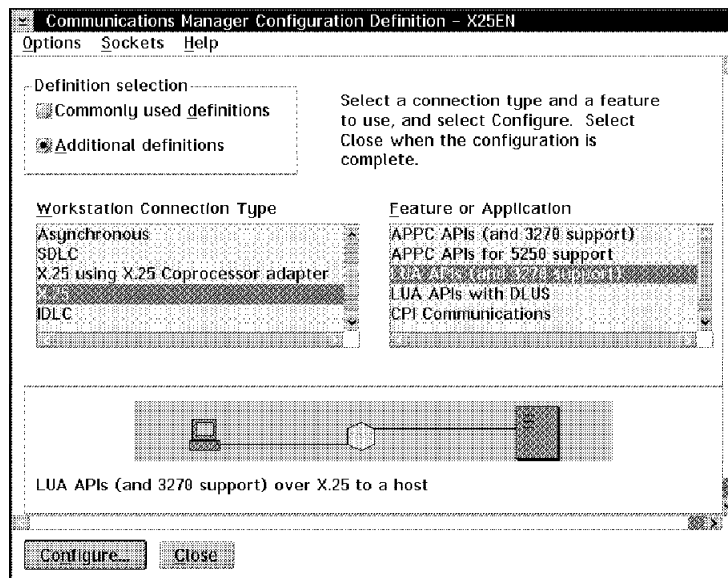 Communications Manager Configuration Definition - X25EN
Options Sockets Help
Definition selection
Commonly used definitions
Additional definitions
Select a connection type and a feature
to use, and select Configure. Select
Close when the configuration is
complete.
Workstation Connection Type
Asynchronous
SDLC
X.25 using X.25 Coprocessor adapter
X.25
IDLC
Feature or Application
APPC APIs (and 3270 support)
APPC APIs for 5250 support
LUA APIs (and 3270 support)
LUA APIs with DLUS
CPI Communications
LUA APIs (and 3270 support) over X.25 to a host
Configure...
Close